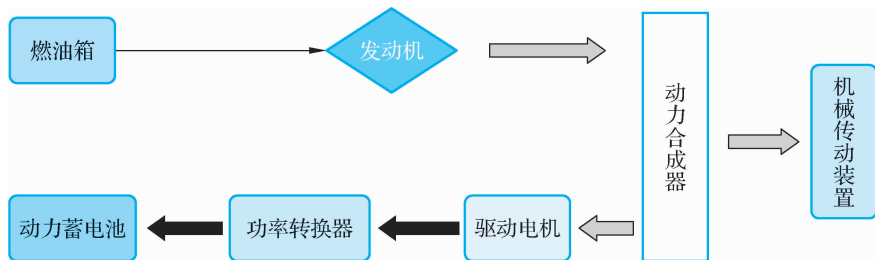 燃油箱
发动机
动力合成器
机械传动装置
动力蓄电池
功率转换器
驱动电机